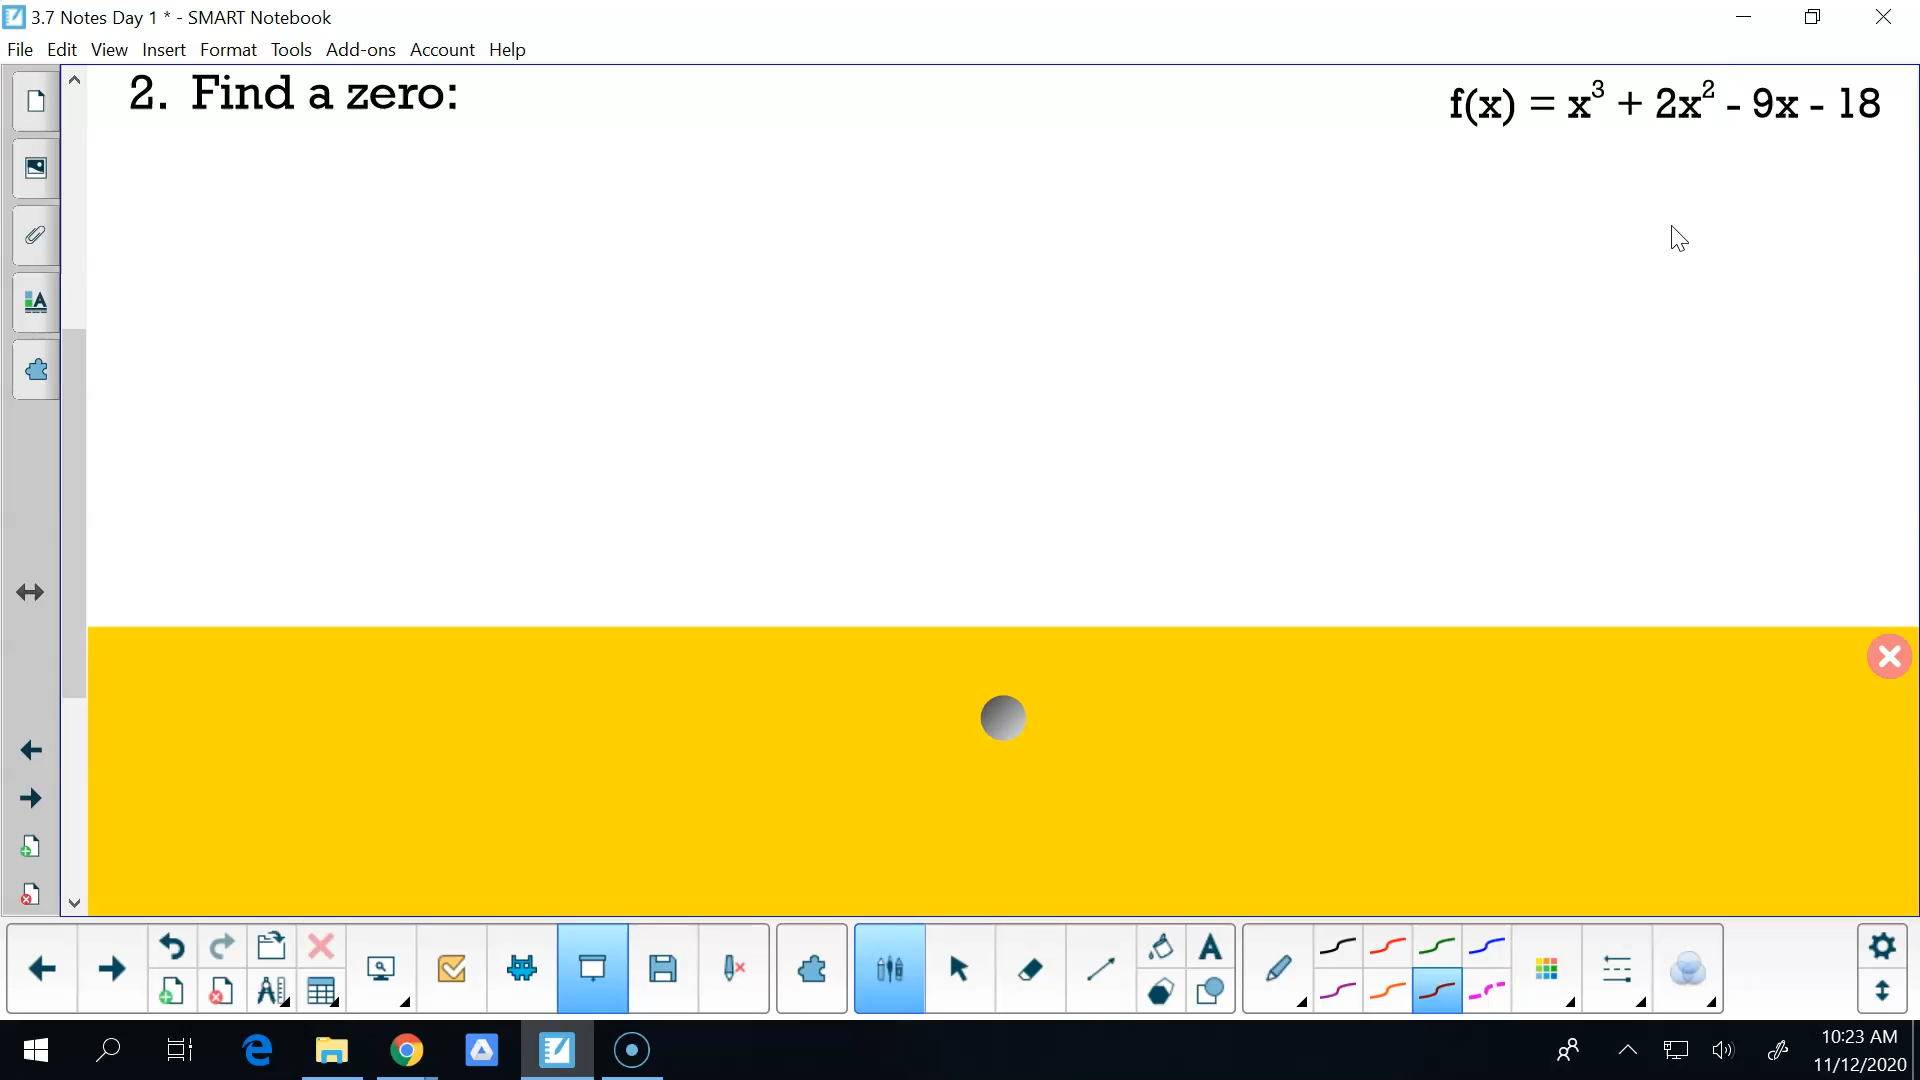 3.7 Notes Day 1 * - SMART Notebook
File Edit View Insert Format Tools Add-ons Account Help
2. Find a zero:
f(x) = x³ + 2x² - 9x - 18
10:23 AM
11/12/2020